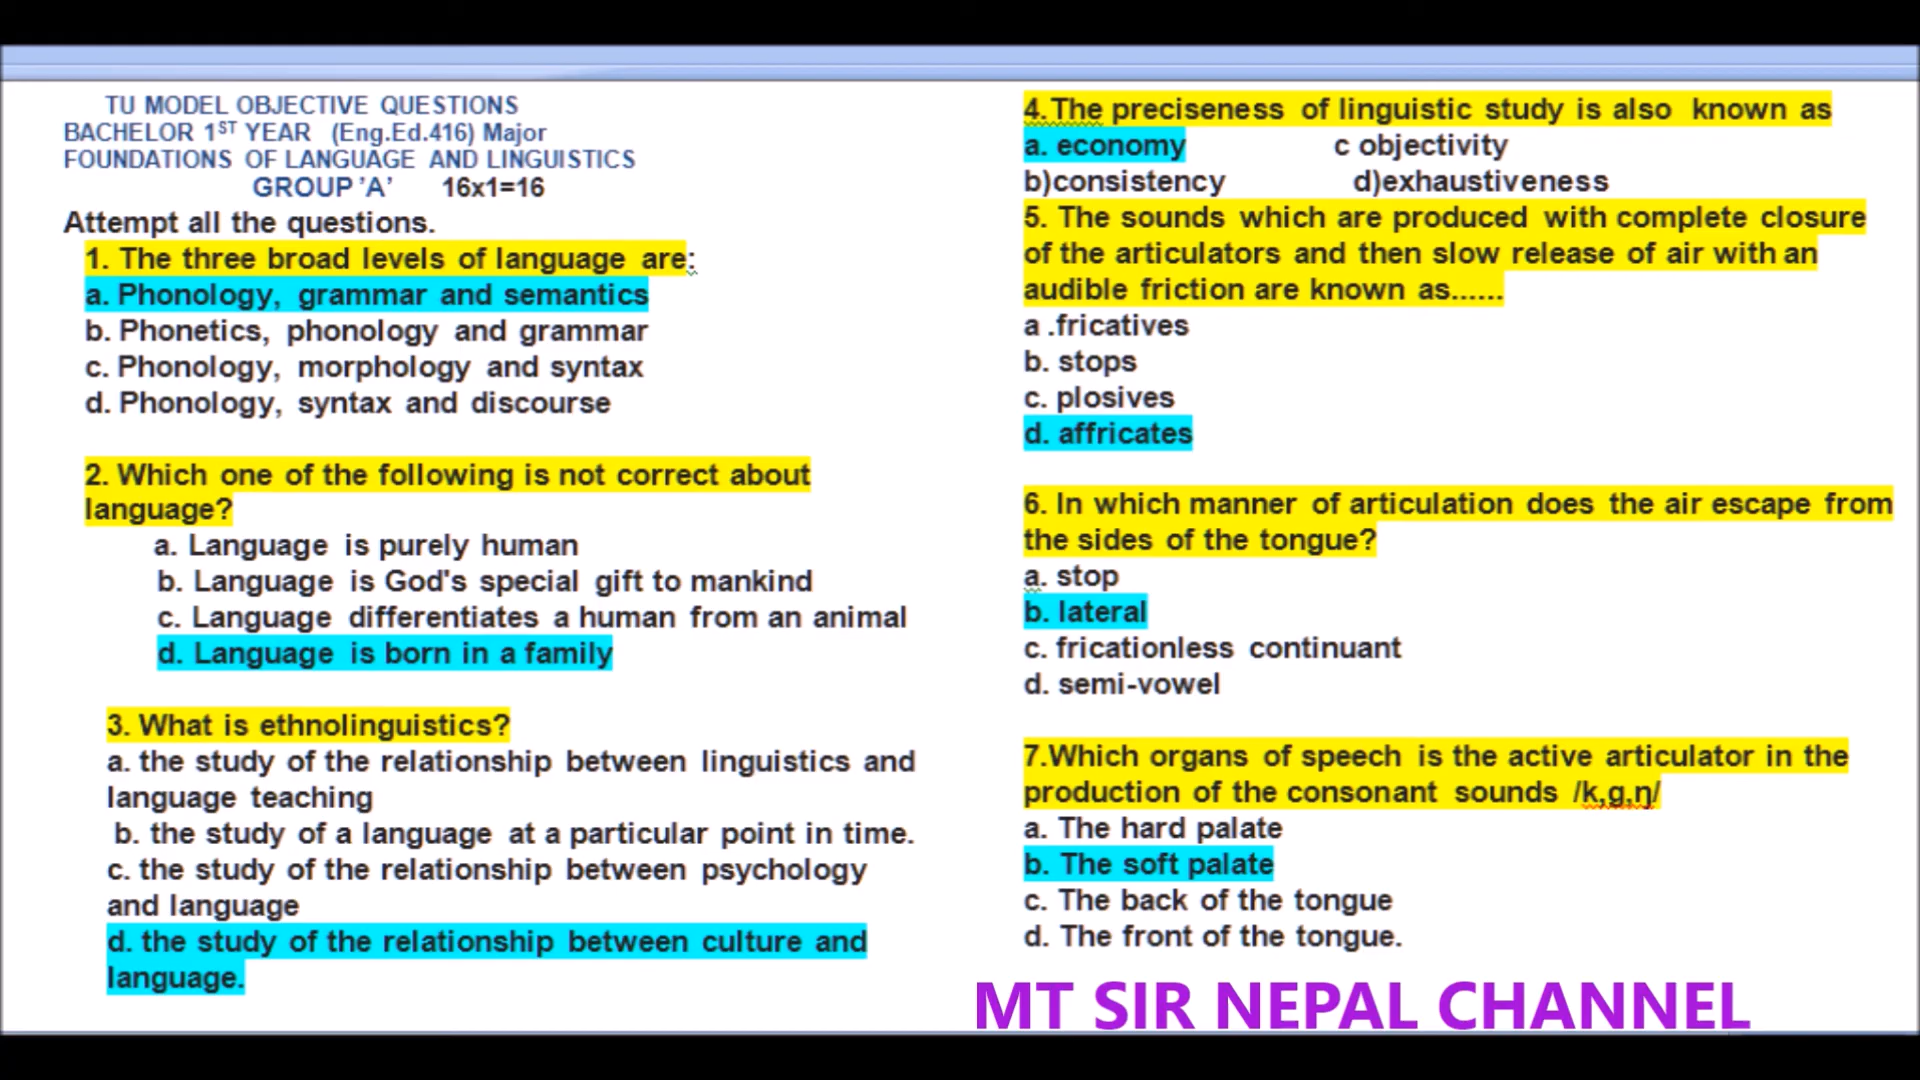 TU MODEL OBJECTIVE QUESTIONS
BACHELOR 1ST YEAR (Eng.Ed.416) Major
FOUNDATIONS OF LANGUAGE AND LINGUISTICS
GROUP 'A' 16x1=16
Attempt all the questions.
1. The three broad levels of language are:
a. Phonology, grammar and semantics
b. Phonetics, phonology and grammar
c. Phonology, morphology and syntax
d. Phonology, syntax and discourse
2. Which one of the following is not correct about
language?
a. Language is purely human
b. Language is God's special gift to mankind
c. Language differentiates a human from an animal
d. Language is born in a family
3. What is ethnolinguistics?
a. the study of the relationship between linguistics and
language teaching
b. the study of a language at a particular point in time.
c. the study of the relationship between psychology
and language
d. the study of the relationship between culture and
language.
4.The preciseness of linguistic study is also known as
a. economy c objectivity
b)consistency d)exhaustiveness
5. The sounds which are produced with complete closure
of the articulators and then slow release of air with an
audible friction are known as......
a .fricatives
b. stops
c. plosives
d. affricates
6. In which manner of articulation does the air escape from
the sides of the tongue?
a. stop
b. lateral
c. fricationless continuant
d. semi-vowel
7.Which organs of speech is the active articulator in the
production of the consonant sounds /k,g,ŋ/
a. The hard palate
b. The soft palate
c. The back of the tongue
d. The front of the tongue.
MT SIR NEPAL CHANNEL